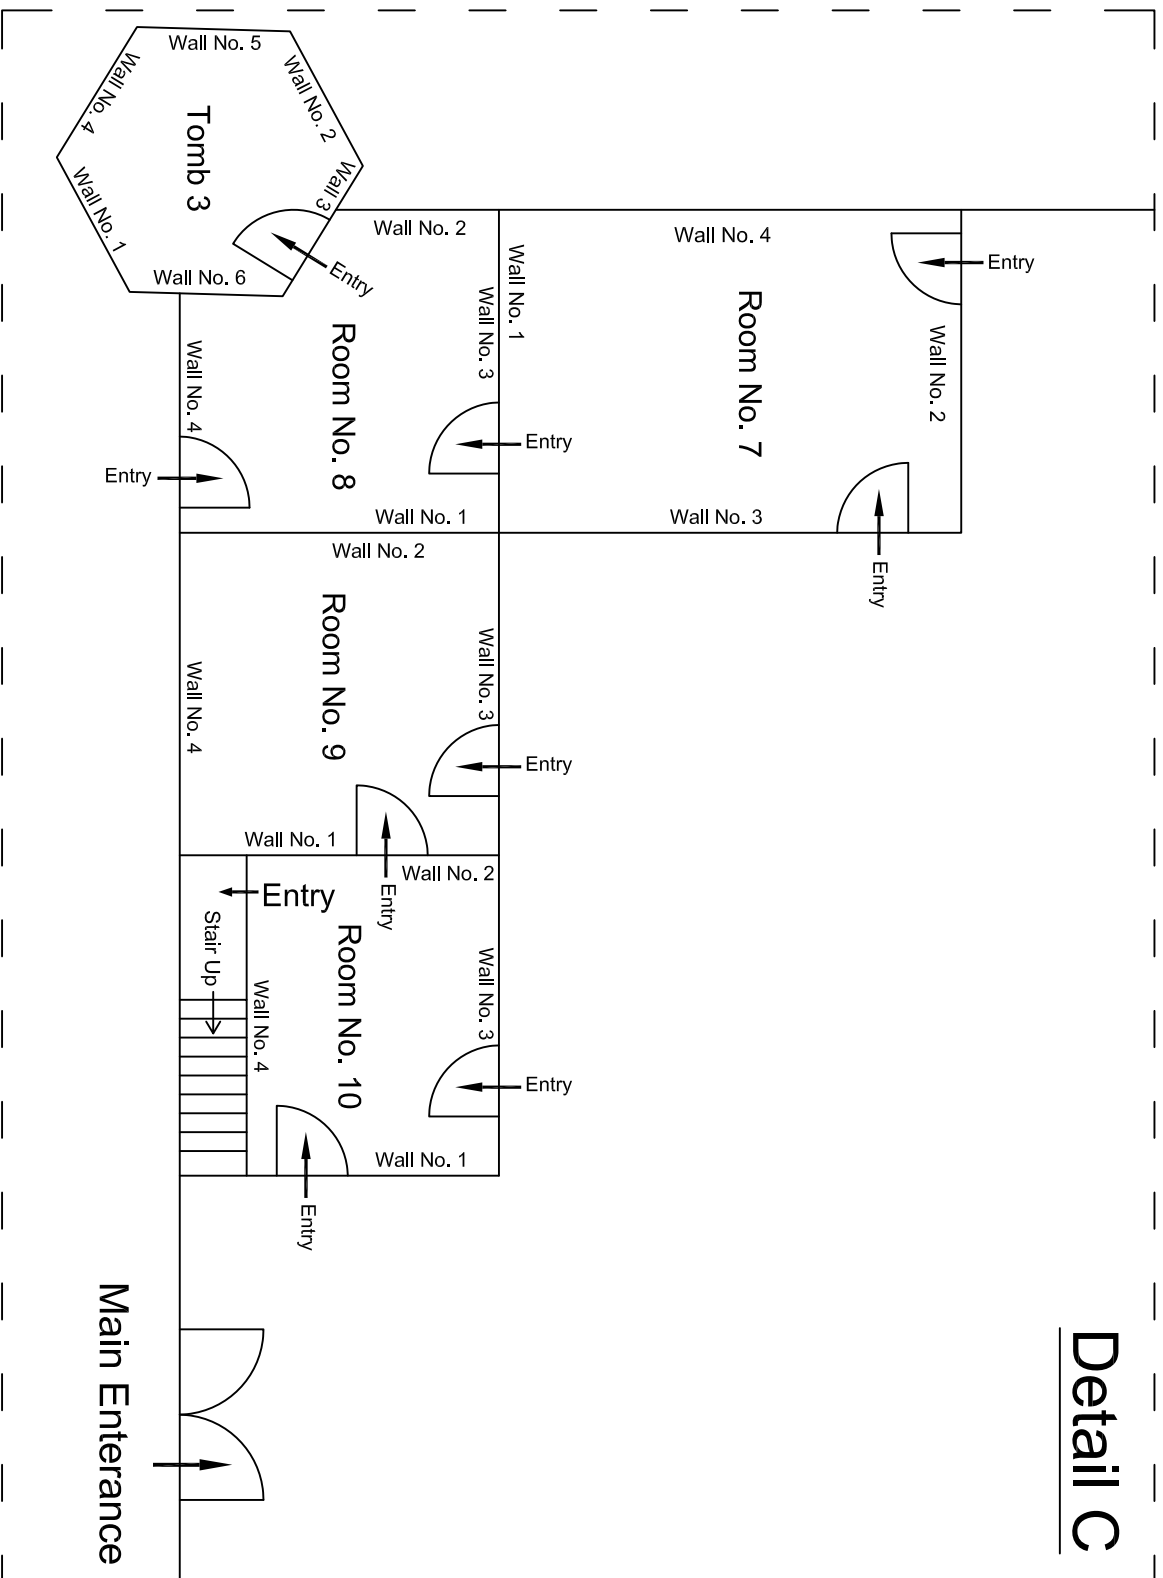 Detail C
Wall No. 5
Wall No. 2
Wall No. 4
Tomb 3
Wall 3
Wall No. 1
Wall No. 6
Entry
Wall No. 2
Wall No. 4
Entry
Wall No. 1
Wall No. 3
Room No. 7
Room No. 8
Wall No. 2
Wall No. 4
Entry
Entry
Wall No. 1
Wall No. 3
Entry
Wall No. 2
Room No. 9
Wall No. 3
Wall No. 4
Entry
Wall No. 1
Wall No. 2
Entry
Entry
Stair Up
Room No. 10
Wall No. 3
Wall No. 4
Entry
Wall No. 1
Entry
Main Enterance